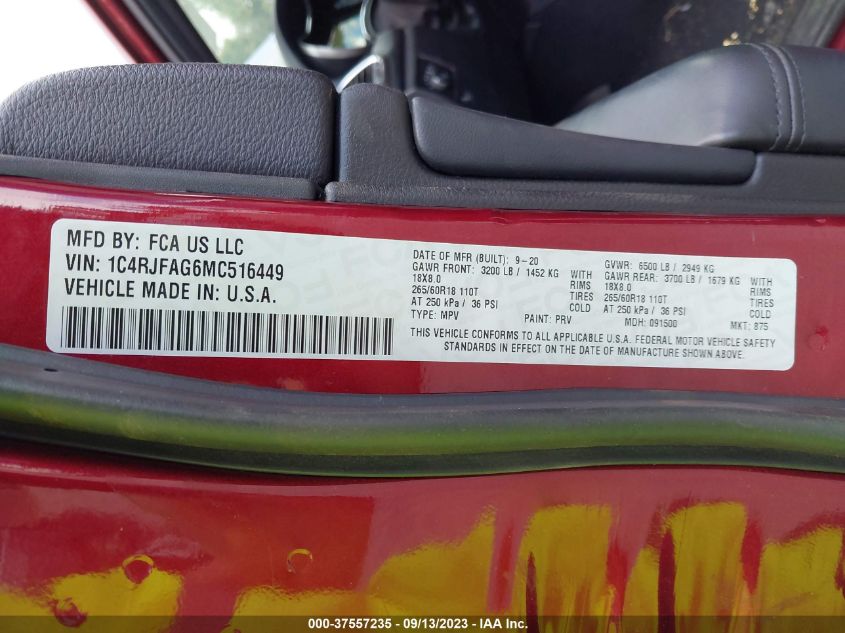 MFD BY: FCA US LLC
VIN: 1C4RJFAG6MC516449
VEHICLE MADE IN: U.S.A.
DATE OF MFR (BUILT): 9-20
GAWR FRONT: 3200 LB / 1452 KG WITH
18X8.0 RIMS
265/60R18 110T TIRES
AT 250 kPa / 36 PSI COLD
TYPE: MPV PAINT: PRV
GVWR: 6500 LB / 2949 KG
GAWR REAR: 3700 LB / 1679 KG WITH
18X8.0 RIMS
265/60R18 110T TIRES
AT 250 kPa / 36 PSI COLD
MDH: 091500 MKT: 875
THIS VEHICLE CONFORMS TO ALL APPLICABLE U.S.A. FEDERAL MOTOR VEHICLE SAFETY
STANDARDS IN EFFECT ON THE DATE OF MANUFACTURE SHOWN ABOVE.
000-37557235 - 09/13/2023 - IAA Inc.